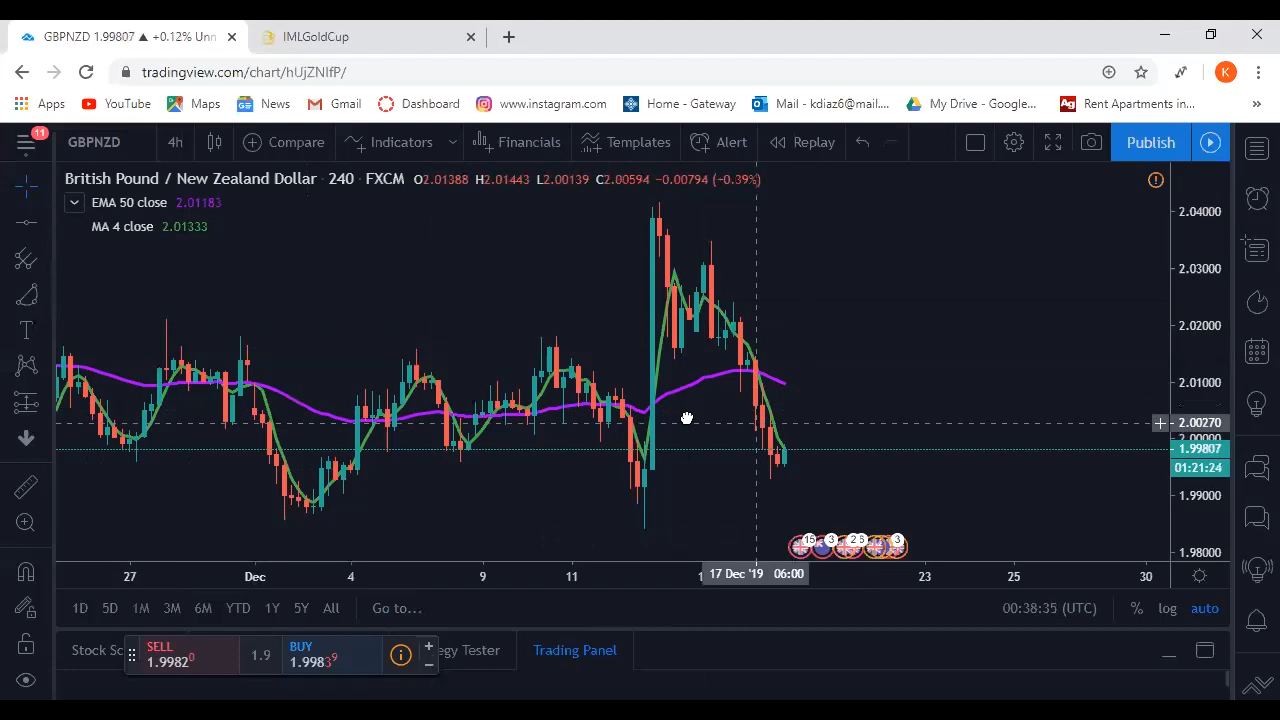 GBPNZD 1.99807 ▲ +0.12% Unn
IMLGoldCup
tradingview.com/chart/hUjZNIfP/
K
Apps YouTube Maps News Gmail Dashboard www.instagram.com Home - Gateway Mail - kalaz6@mail.... My Drive - Google... Rent Apartments in... »
11
GBPNZD 4h Compare Indicators Financials Templates Alert Replay Publish
British Pound / New Zealand Dollar · 240 · FXCM O2.01388 H2.01443 L2.00139 C2.00594 −0.00794 (−0.39%)
EMA 50 close 2.01183
MA 4 close 2.01333
2.04000
2.03000
2.02000
2.01000
2.00270
2.00000
1.99807
01:21:24
1.99000
1.98000
15 3 2 6 3
27 Dec 4 9 11 17 Dec '19 06:00 23 25 30
1D 5D 1M 3M 6M YTD 1Y 5Y All Go to... 00:38:35 (UTC) % log auto
Stock Sc egy Tester Trading Panel
SELL 1.99820 1.9 BUY 1.99839